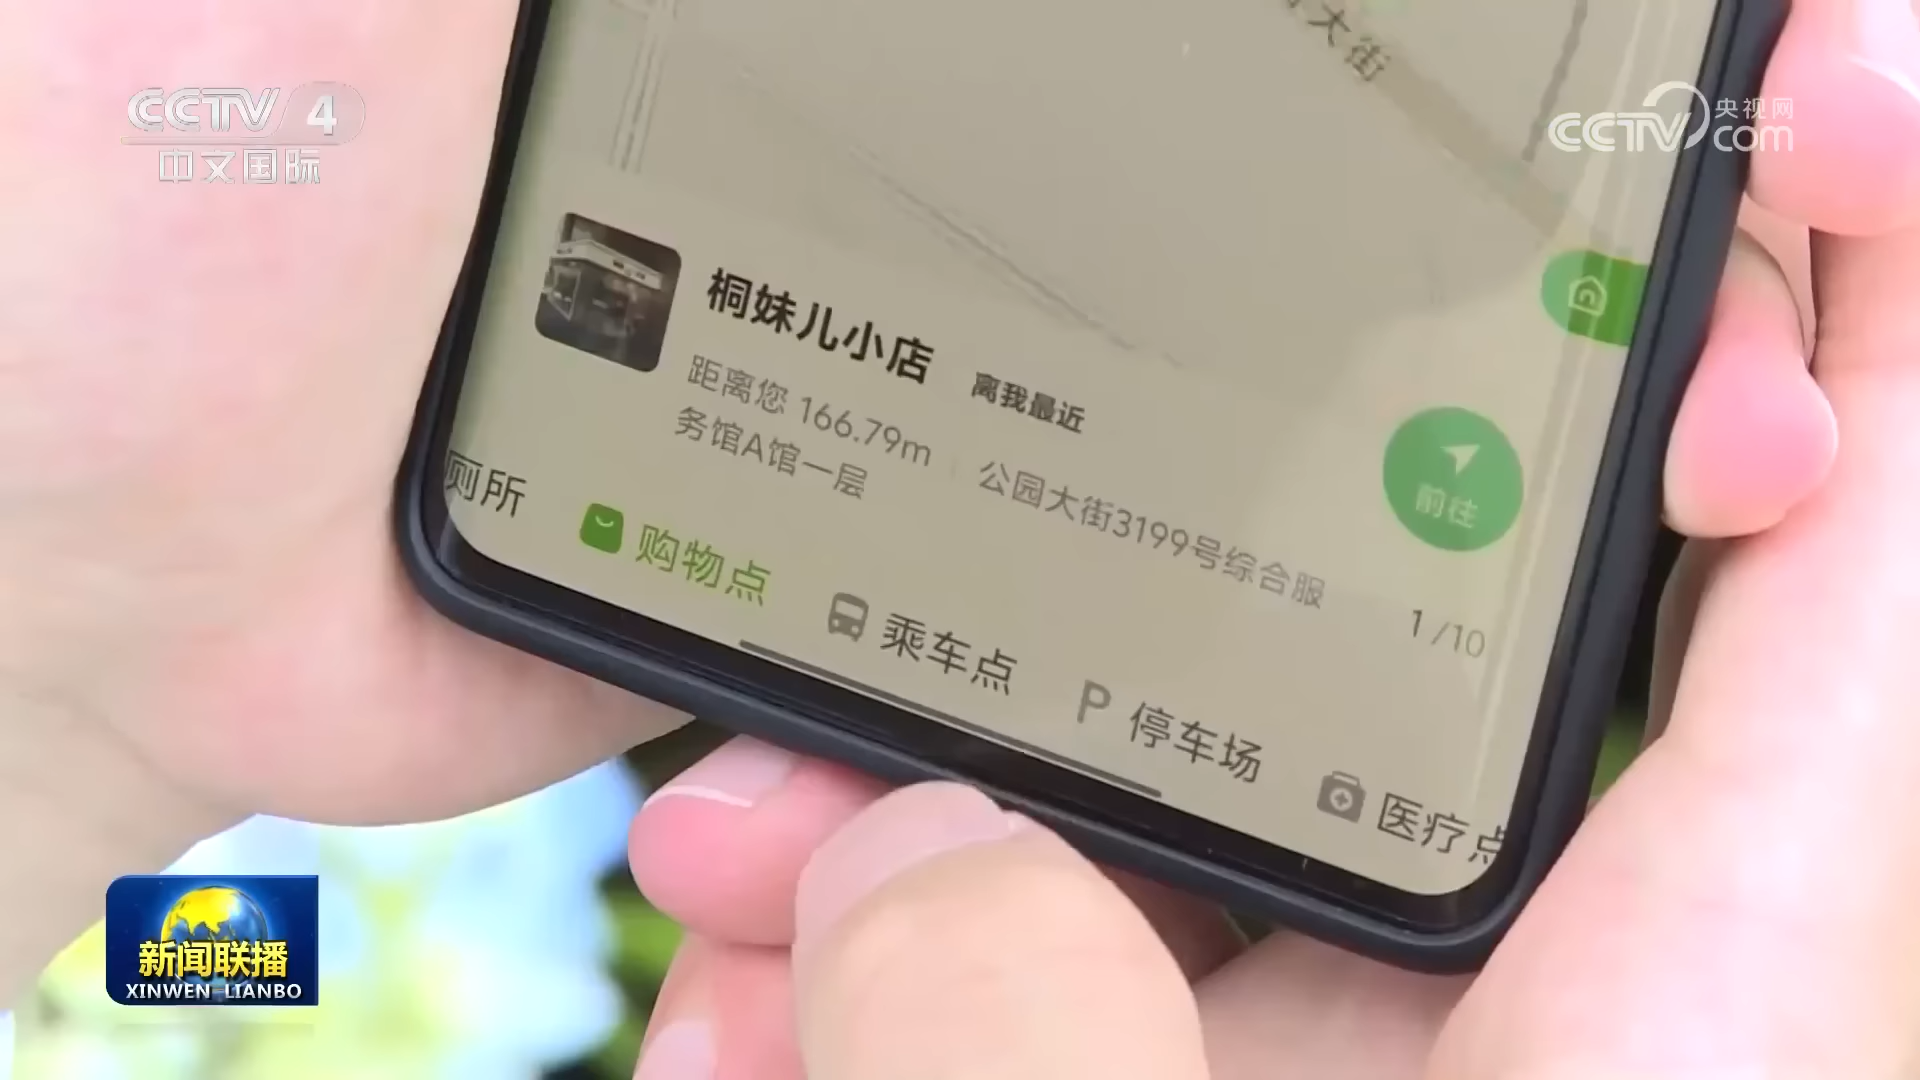 CCTV 4
中文国际
央视网
CCTV com
大街
桐妹儿小店 离我最近
距离您 166.79m 公园大街3199号综合服
务馆A馆一层
前往
1/10
厕所
购物点
乘车点
P 停车场
医疗点
新闻联播
XINWEN LIANBO